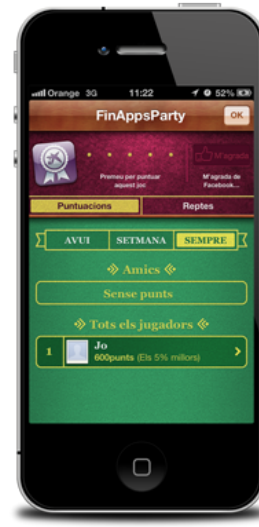 Orange 3G 11:22 52%
FinAppsParty
OK
M'agrada
Premeu per puntuar
aquest joc
M'agrada de
Facebook...
Puntuacions Reptes
AVUI SETMANA SEMPRE
Amics
Sense punts
Tots els jugadors
1 Jo
600punts (Els 5% millors)